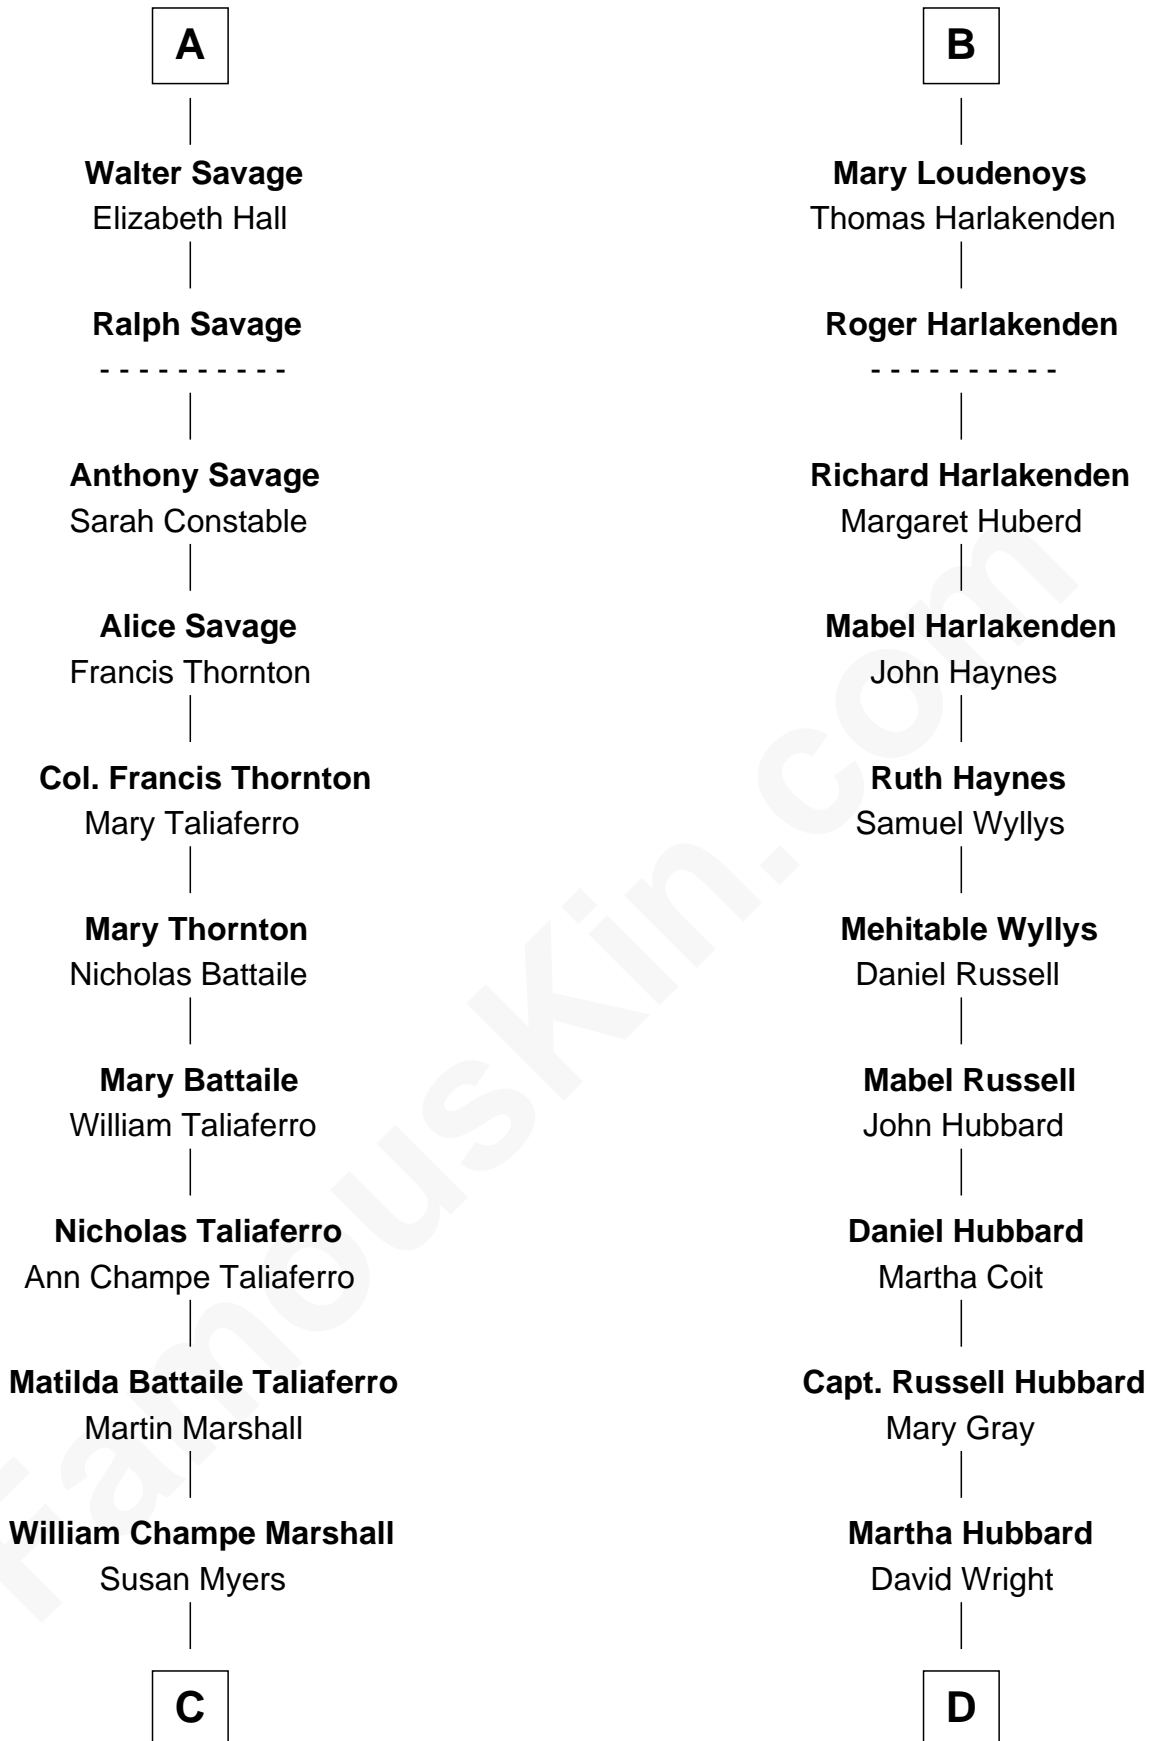 A
Walter Savage
Elizabeth Hall
Ralph Savage
- - - - - - - - - -
Anthony Savage
Sarah Constable
Alice Savage
Francis Thornton
Col. Francis Thornton
Mary Taliaferro
Mary Thornton
Nicholas Battaile
Mary Battaile
William Taliaferro
Nicholas Taliaferro
Ann Champe Taliaferro
Matilda Battaile Taliaferro
Martin Marshall
William Champe Marshall
Susan Myers
C
B
Mary Loudenoys
Thomas Harlakenden
Roger Harlakenden
- - - - - - - - - -
Richard Harlakenden
Margaret Huberd
Mabel Harlakenden
John Haynes
Ruth Haynes
Samuel Wyllys
Mehitable Wyllys
Daniel Russell
Mabel Russell
John Hubbard
Daniel Hubbard
Martha Coit
Capt. Russell Hubbard
Mary Gray
Martha Hubbard
David Wright
D
FamousKin.com